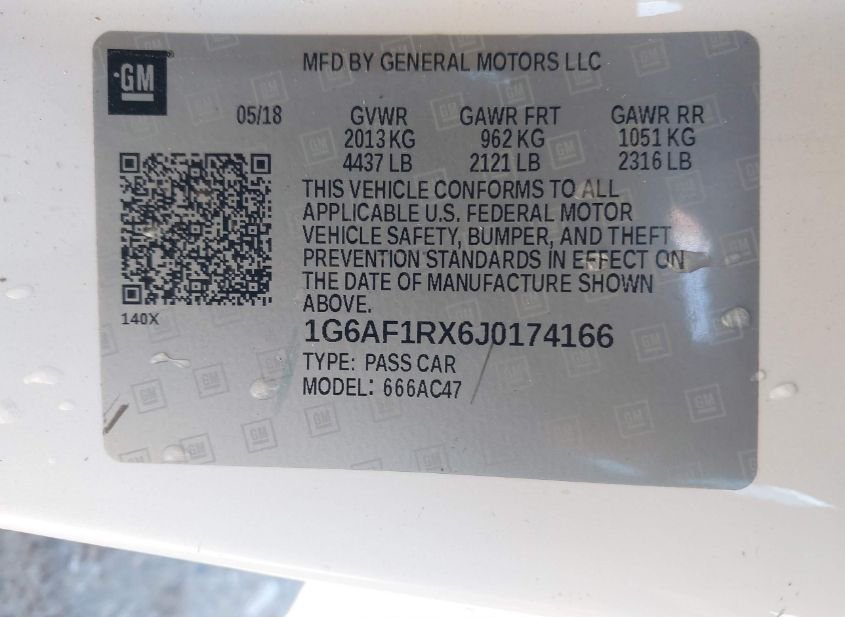 GM
MFD BY GENERAL MOTORS LLC
05/18 GVWR GAWR FRT GAWR RR
2013 KG 962 KG 1051 KG
4437 LB 2121 LB 2316 LB
THIS VEHICLE CONFORMS TO ALL
APPLICABLE U.S. FEDERAL MOTOR
VEHICLE SAFETY, BUMPER, AND THEFT
PREVENTION STANDARDS IN EFFECT ON
THE DATE OF MANUFACTURE SHOWN
ABOVE.
140X
1G6AF1RX6J0174166
TYPE: PASS CAR
MODEL: 666AC47